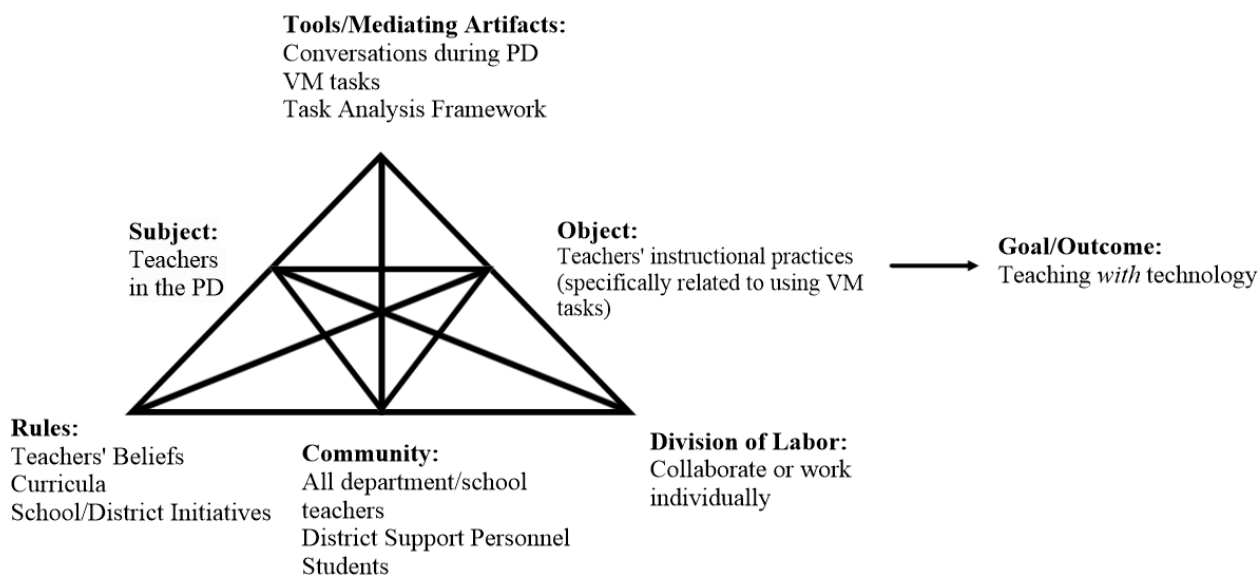 Tools/Mediating Artifacts:
Conversations during PD
VM tasks
Task Analysis Framework
Subject:
Teachers
in the PD
Object:
Teachers' instructional practices
(specifically related to using VM
tasks)
Goal/Outcome:
Teaching with technology
Rules:
Teachers' Beliefs
Curricula
School/District Initiatives
Community:
All department/school
teachers
District Support Personnel
Students
Division of Labor:
Collaborate or work
individually